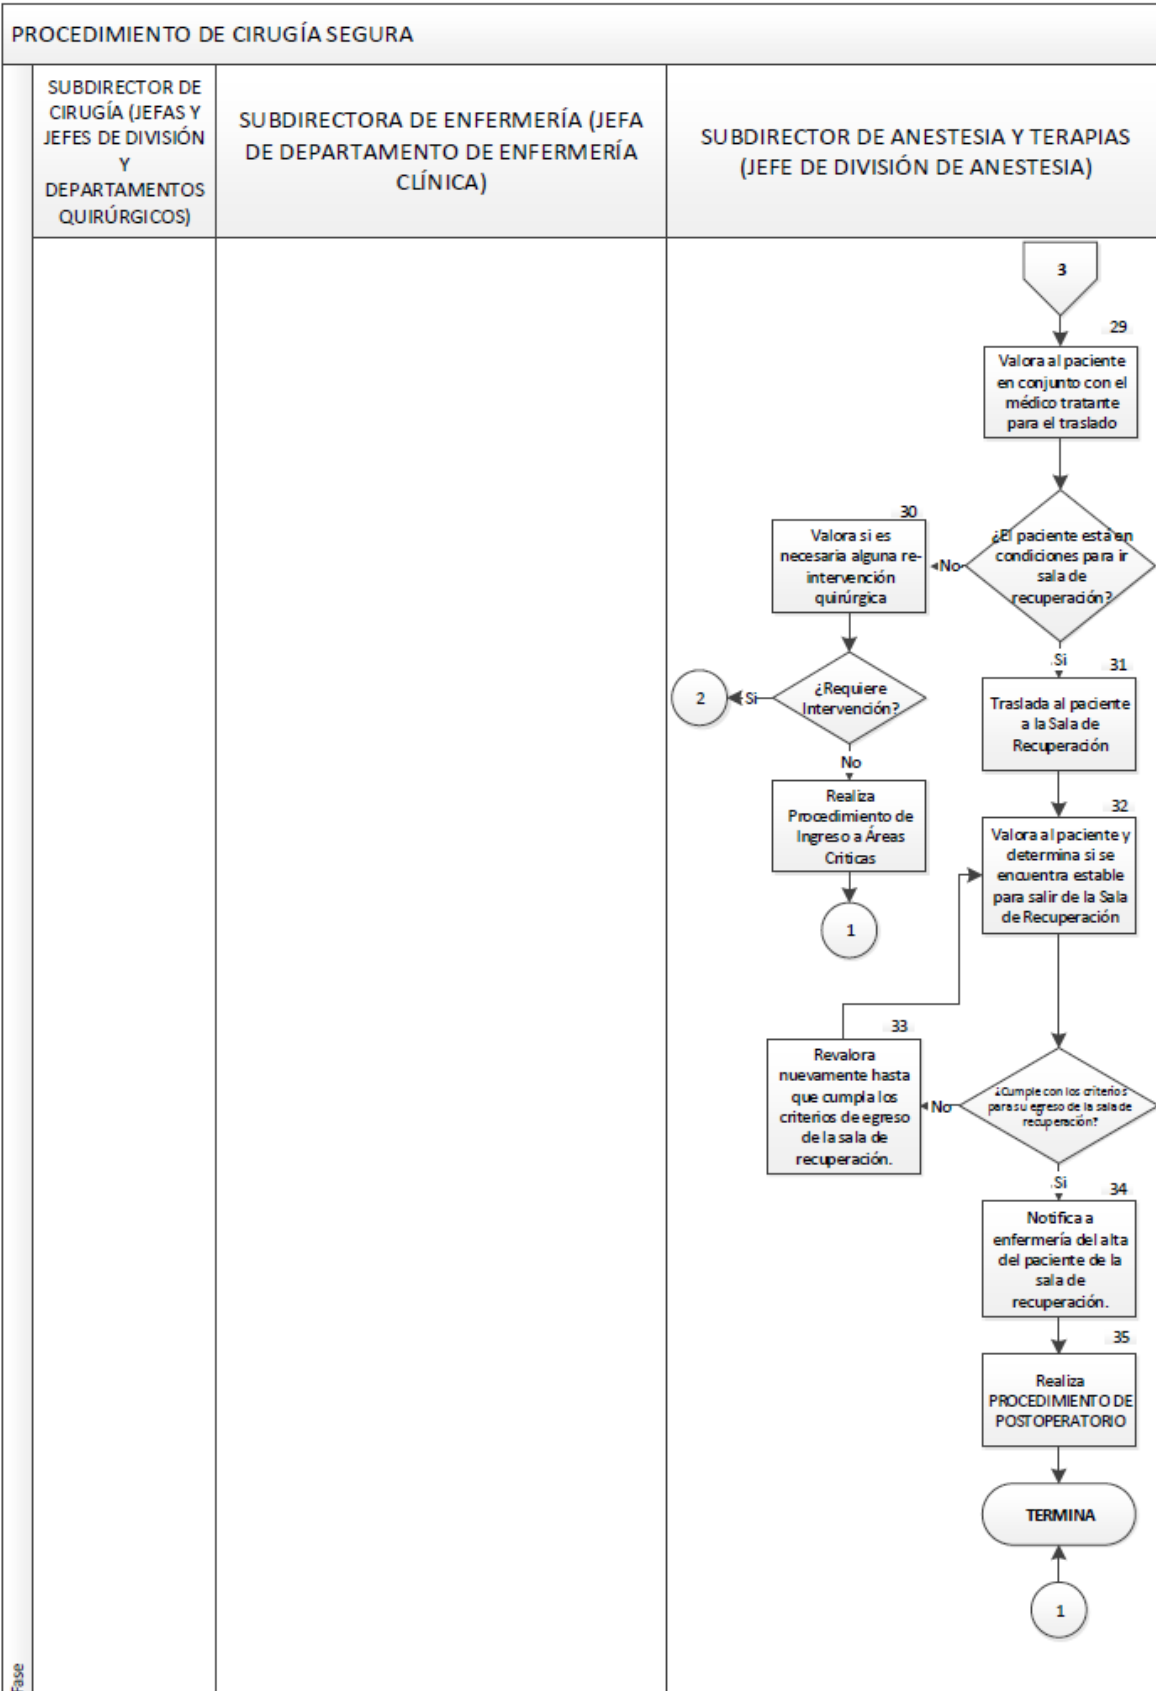 PROCEDIMIENTO DE CIRUGÍA SEGURA
SUBDIRECTOR DE
CIRUGÍA (JEFAS Y
JEFES DE DIVISIÓN
Y
DEPARTAMENTOS
QUIRÚRGICOS)
SUBDIRECTORA DE ENFERMERÍA (JEFA
DE DEPARTAMENTO DE ENFERMERÍA
CLÍNICA)
SUBDIRECTOR DE ANESTESIA Y TERAPIAS
(JEFE DE DIVISIÓN DE ANESTESIA)
3
29
Valora al paciente
en conjunto con el
médico tratante
para el traslado
¿El paciente está en
condiciones para ir
sala de
recuperación?
No
30
Valora si es
necesaria alguna re-
intervención
quirúrgica
¿Requiere
Intervención?
Si
2
No
Realiza
Procedimiento de
Ingreso a Áreas
Criticas
1
Si
31
Traslada al paciente
a la Sala de
Recuperación
32
Valora al paciente y
determina si se
encuentra estable
para salir de la Sala
de Recuperación
¿Cumple con los criterios
para su egreso de la sala de
recuperación?
No
33
Revalora
nuevamente hasta
que cumpla los
criterios de egreso
de la sala de
recuperación.
Si
34
Notifica a
enfermería del alta
del paciente de la
sala de
recuperación.
35
Realiza
PROCEDIMIENTO DE
POSTOPERATORIO
TERMINA
1
Fase